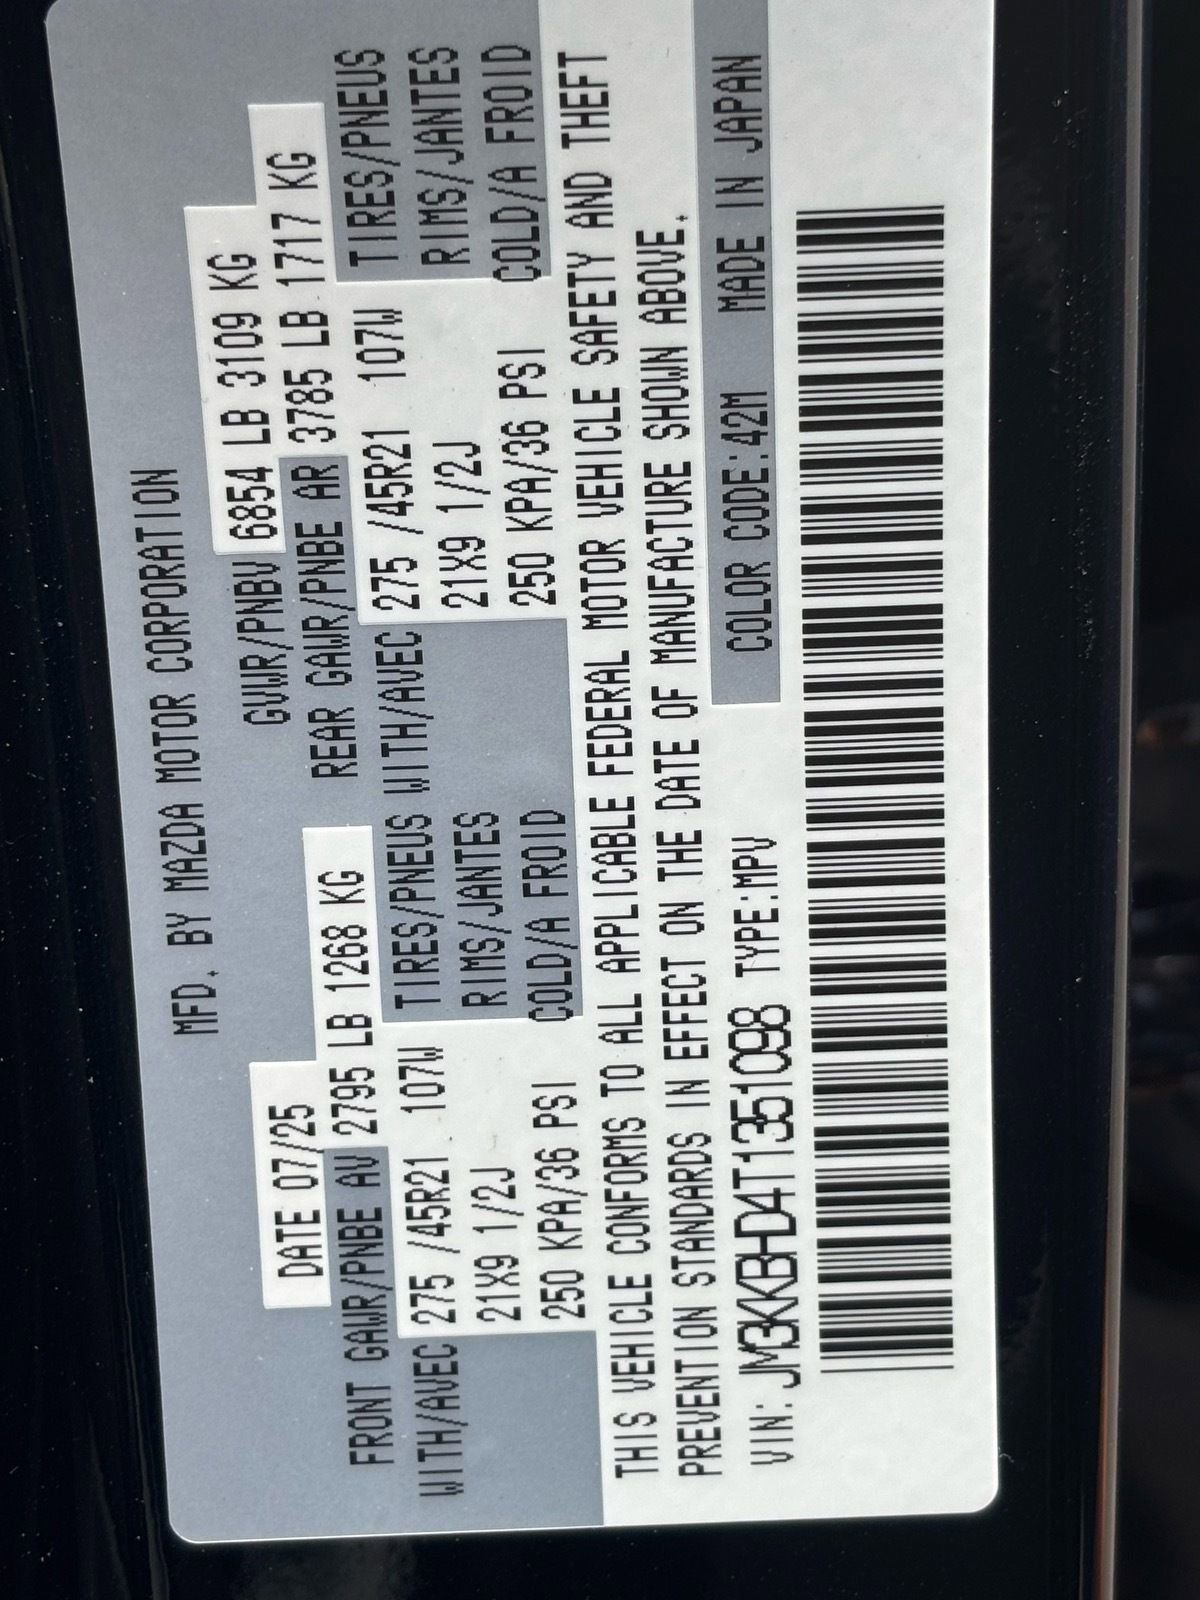 MFD. BY MAZDA MOTOR CORPORATION
DATE 07/25 GVWR/PNBV 6854 LB 3109 KG
FRONT GAWR/PNBE AV 2795 LB 1268 KG REAR GAWR/PNBE AR 3785 LB 1717 KG
WITH/AVEC 275 /45R21 107W TIRES/PNEUS WITH/AVEC 275 /45R21 107W TIRES/PNEUS
21X9 1/2J RIMS/JANTES 21X9 1/2J RIMS/JANTES
250 KPA/36 PSI COLD/A FROID 250 KPA/36 PSI COLD/A FROID
THIS VEHICLE CONFORMS TO ALL APPLICABLE FEDERAL MOTOR VEHICLE SAFETY AND THEFT
PREVENTION STANDARDS IN EFFECT ON THE DATE OF MANUFACTURE SHOWN ABOVE.
VIN: JM3KKBHD4T1351098 TYPE:MPV COLOR CODE:42M MADE IN JAPAN